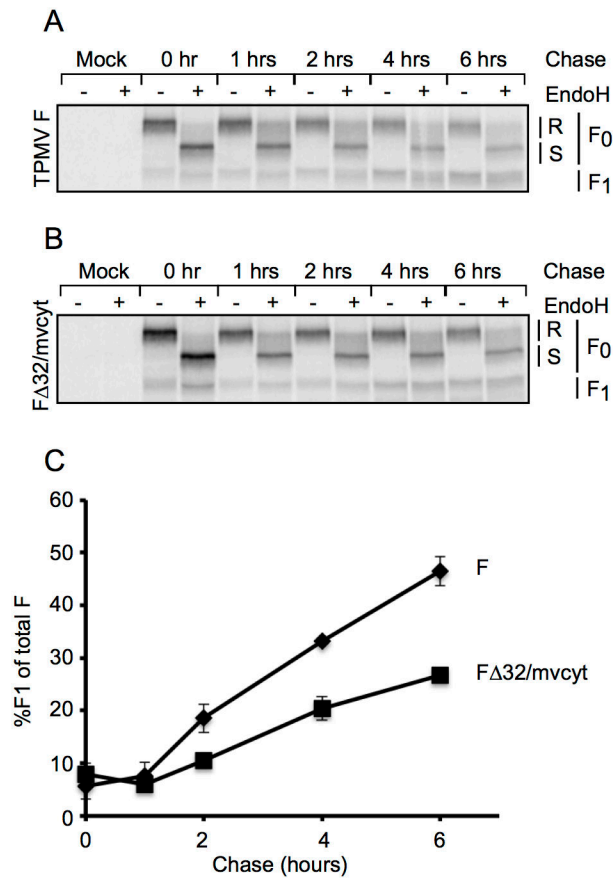 A
Mock 0 hr 1 hrs 2 hrs 4 hrs 6 hrs Chase
- + - + - + - + - + - + EndoH
TPMV F
R
S
F0
F1
B
Mock 0 hr 1 hrs 2 hrs 4 hrs 6 hrs Chase
- + - + - + - + - + - + EndoH
FΔ32/mvcyt
R
S
F0
F1
C
60
50
40
30
20
10
0
%F1 of total F
F
FΔ32/mvcyt
0 2 4 6
Chase (hours)